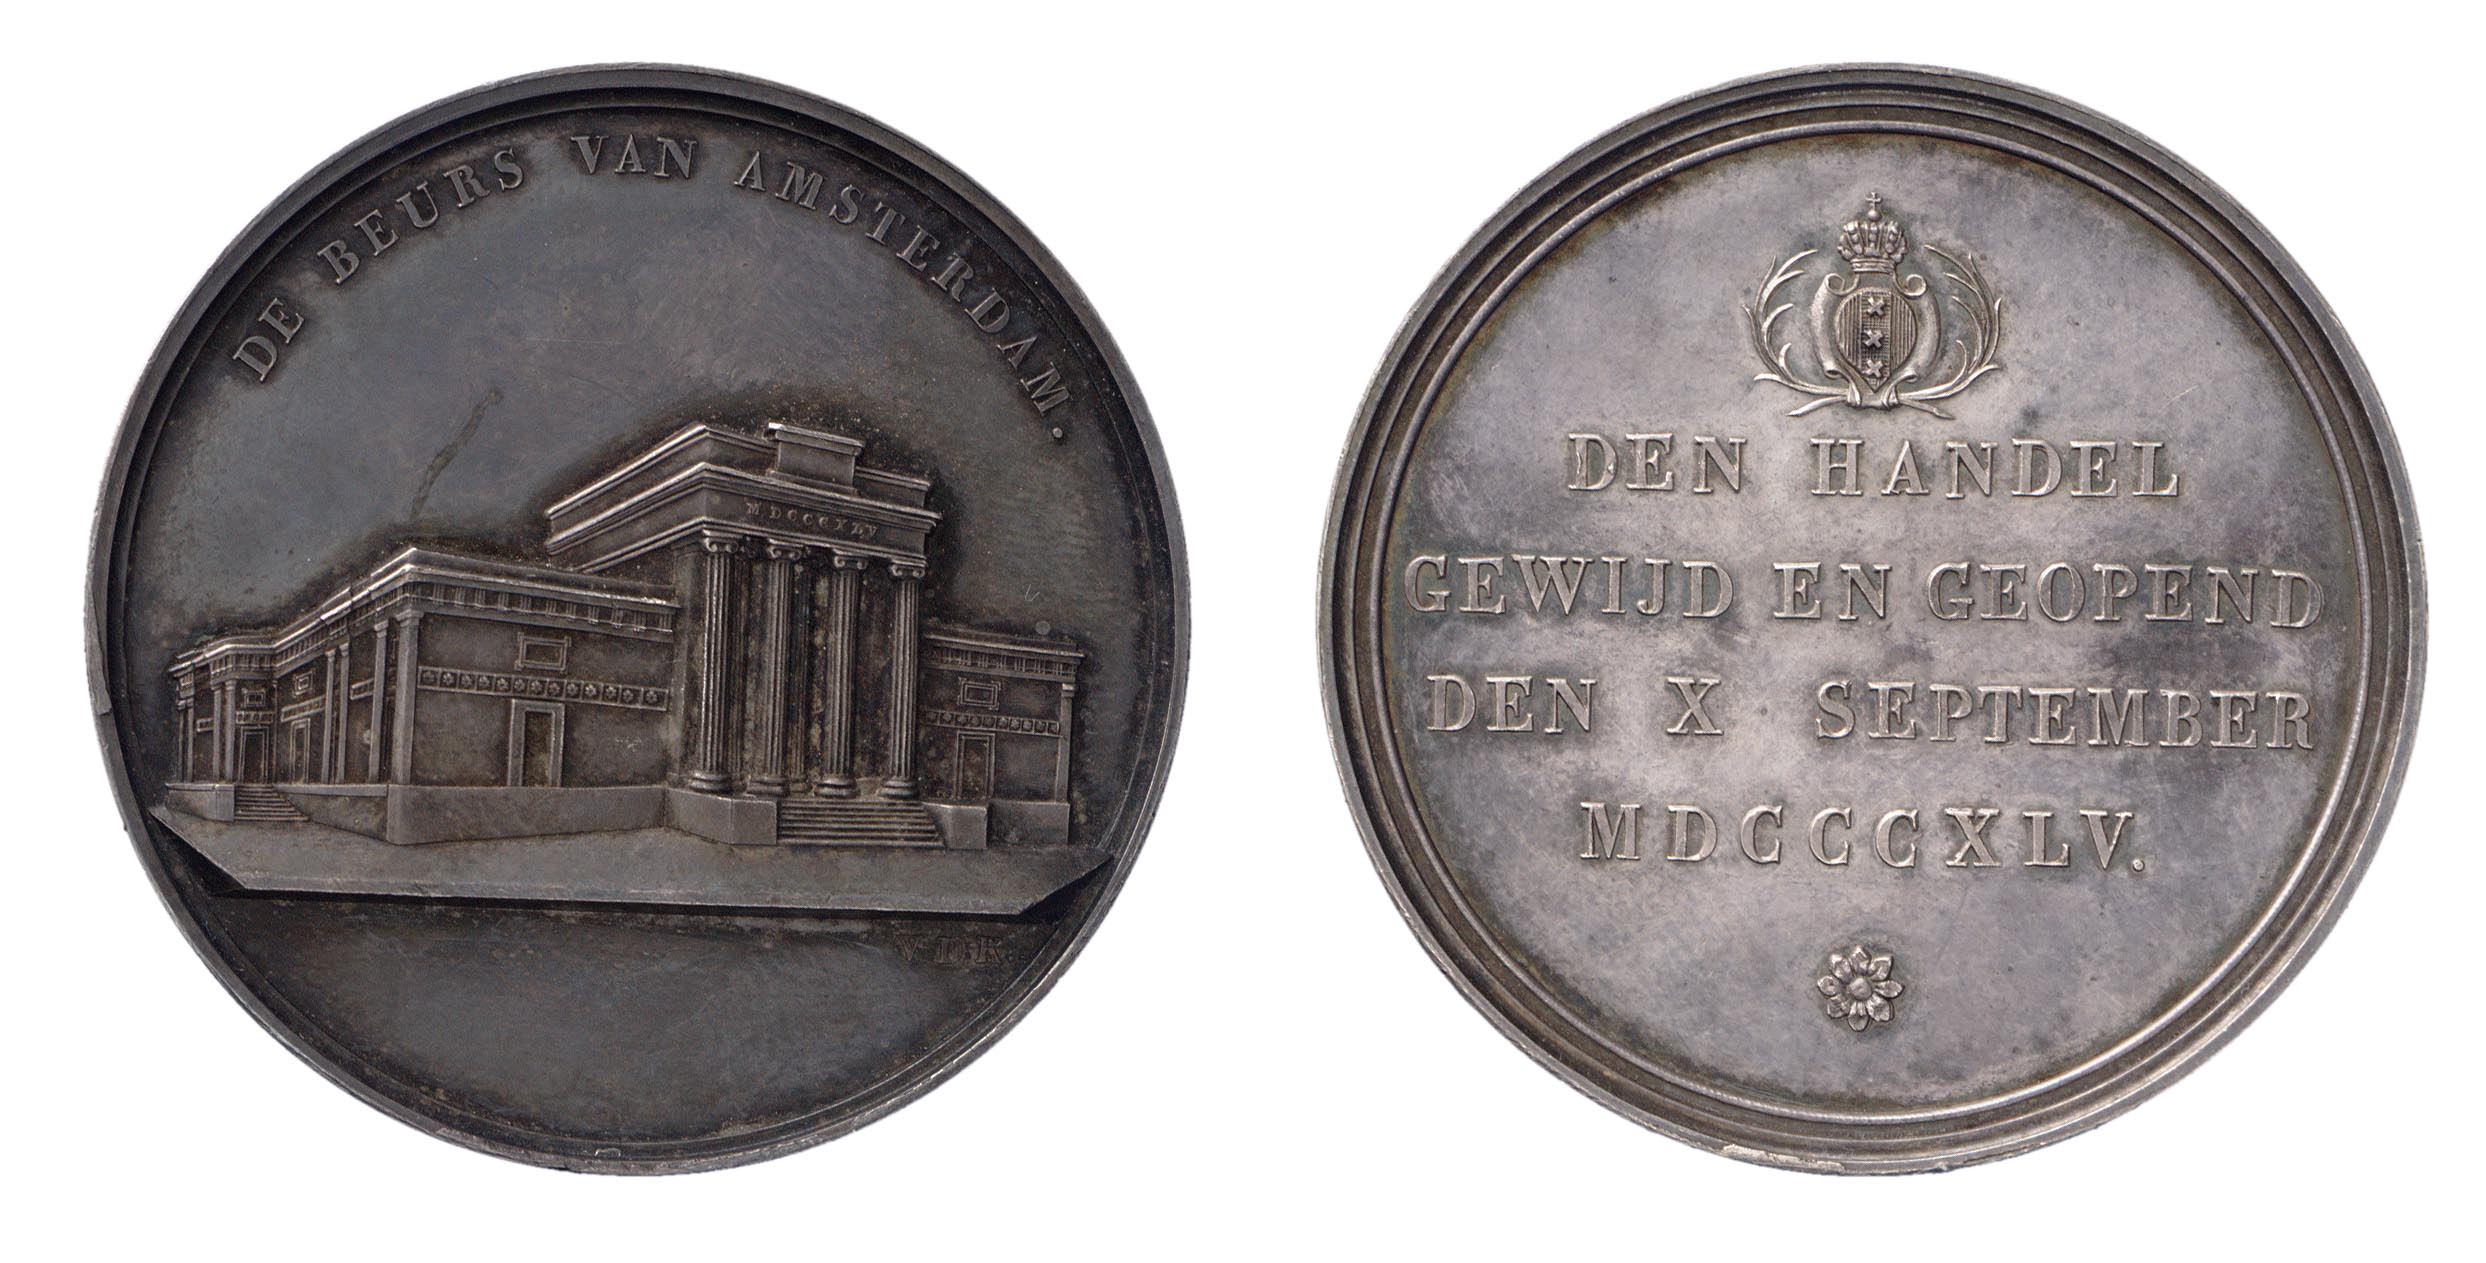 DE BEURS VAN AMSTERDAM.
MDCCCXLV
V.D.K.
DEN HANDEL
GEWIJD EN GEOPEND
DEN X SEPTEMBER
MDCCCXLV.